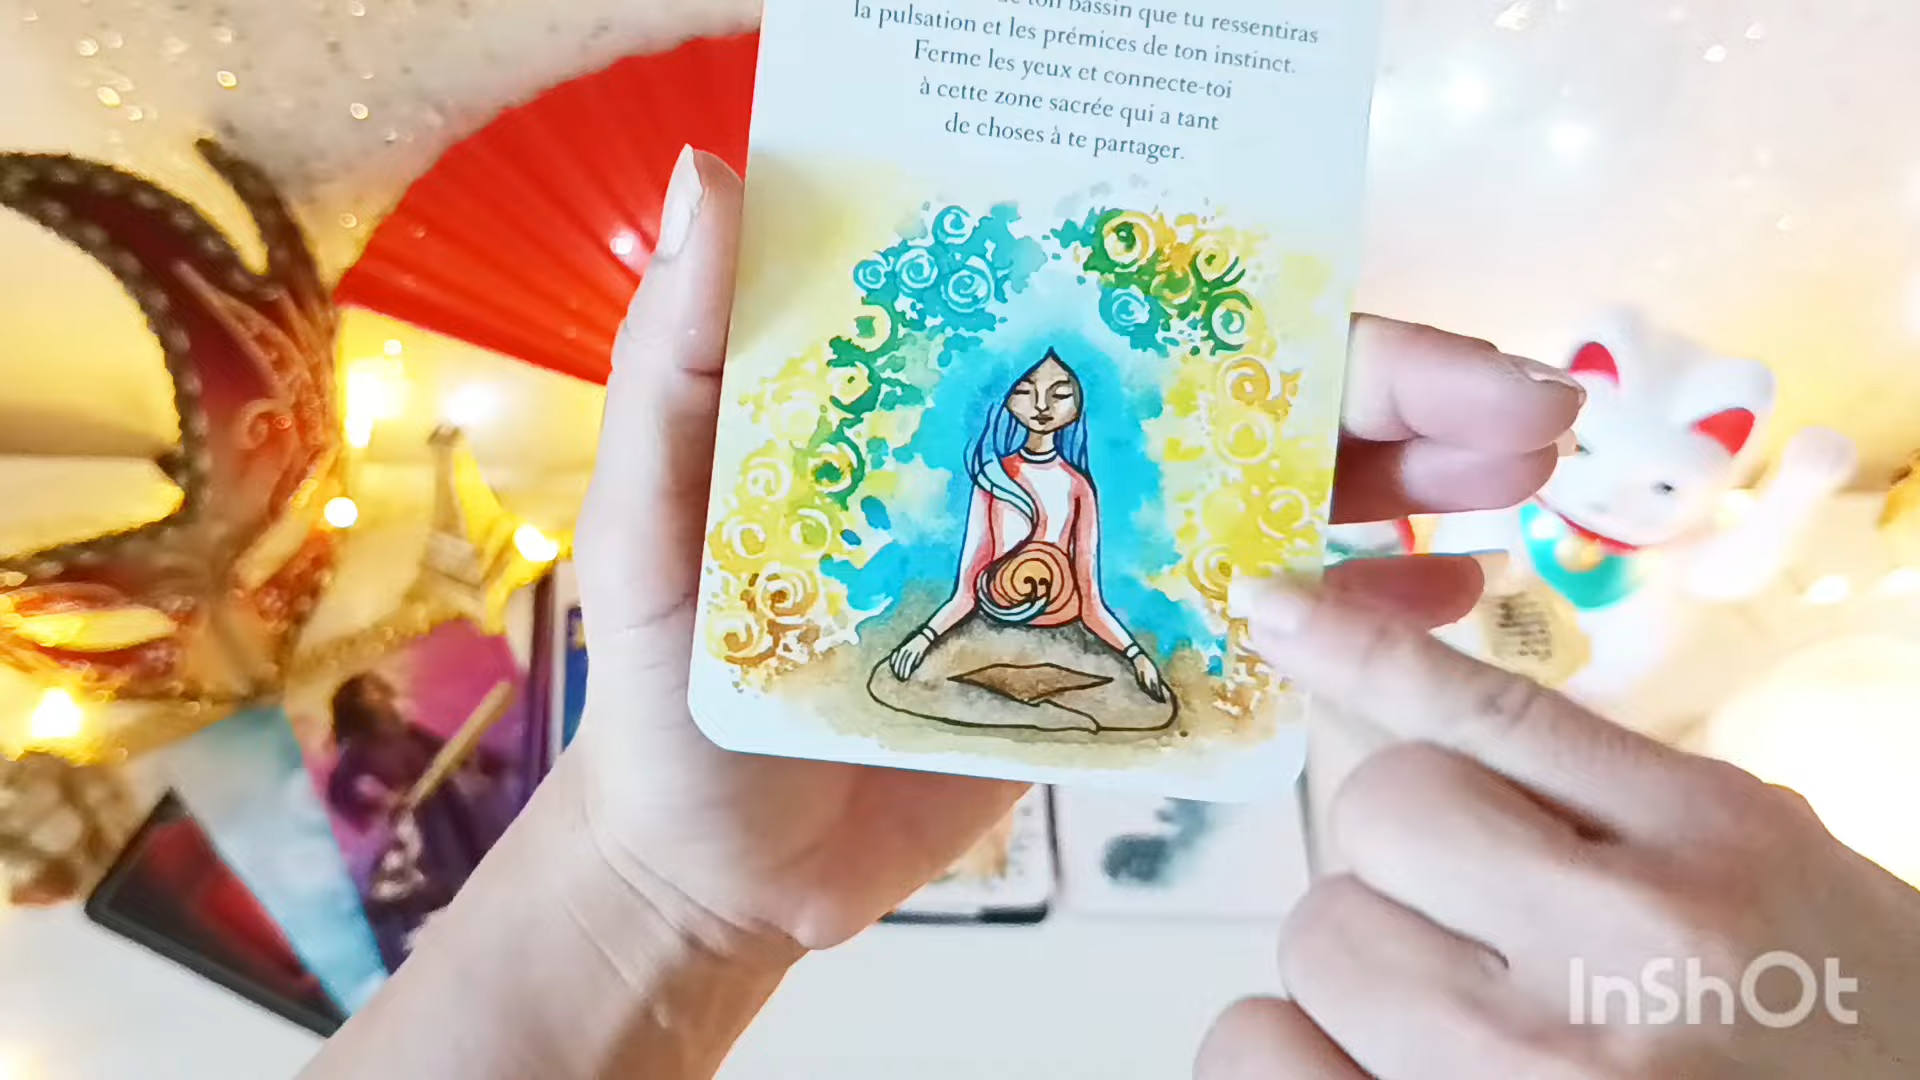 ton bassin que tu ressentiras
la pulsation et les prémices de ton instinct.
Ferme les yeux et connecte-toi
à cette zone sacrée qui a tant
de choses à te partager.
InShOt